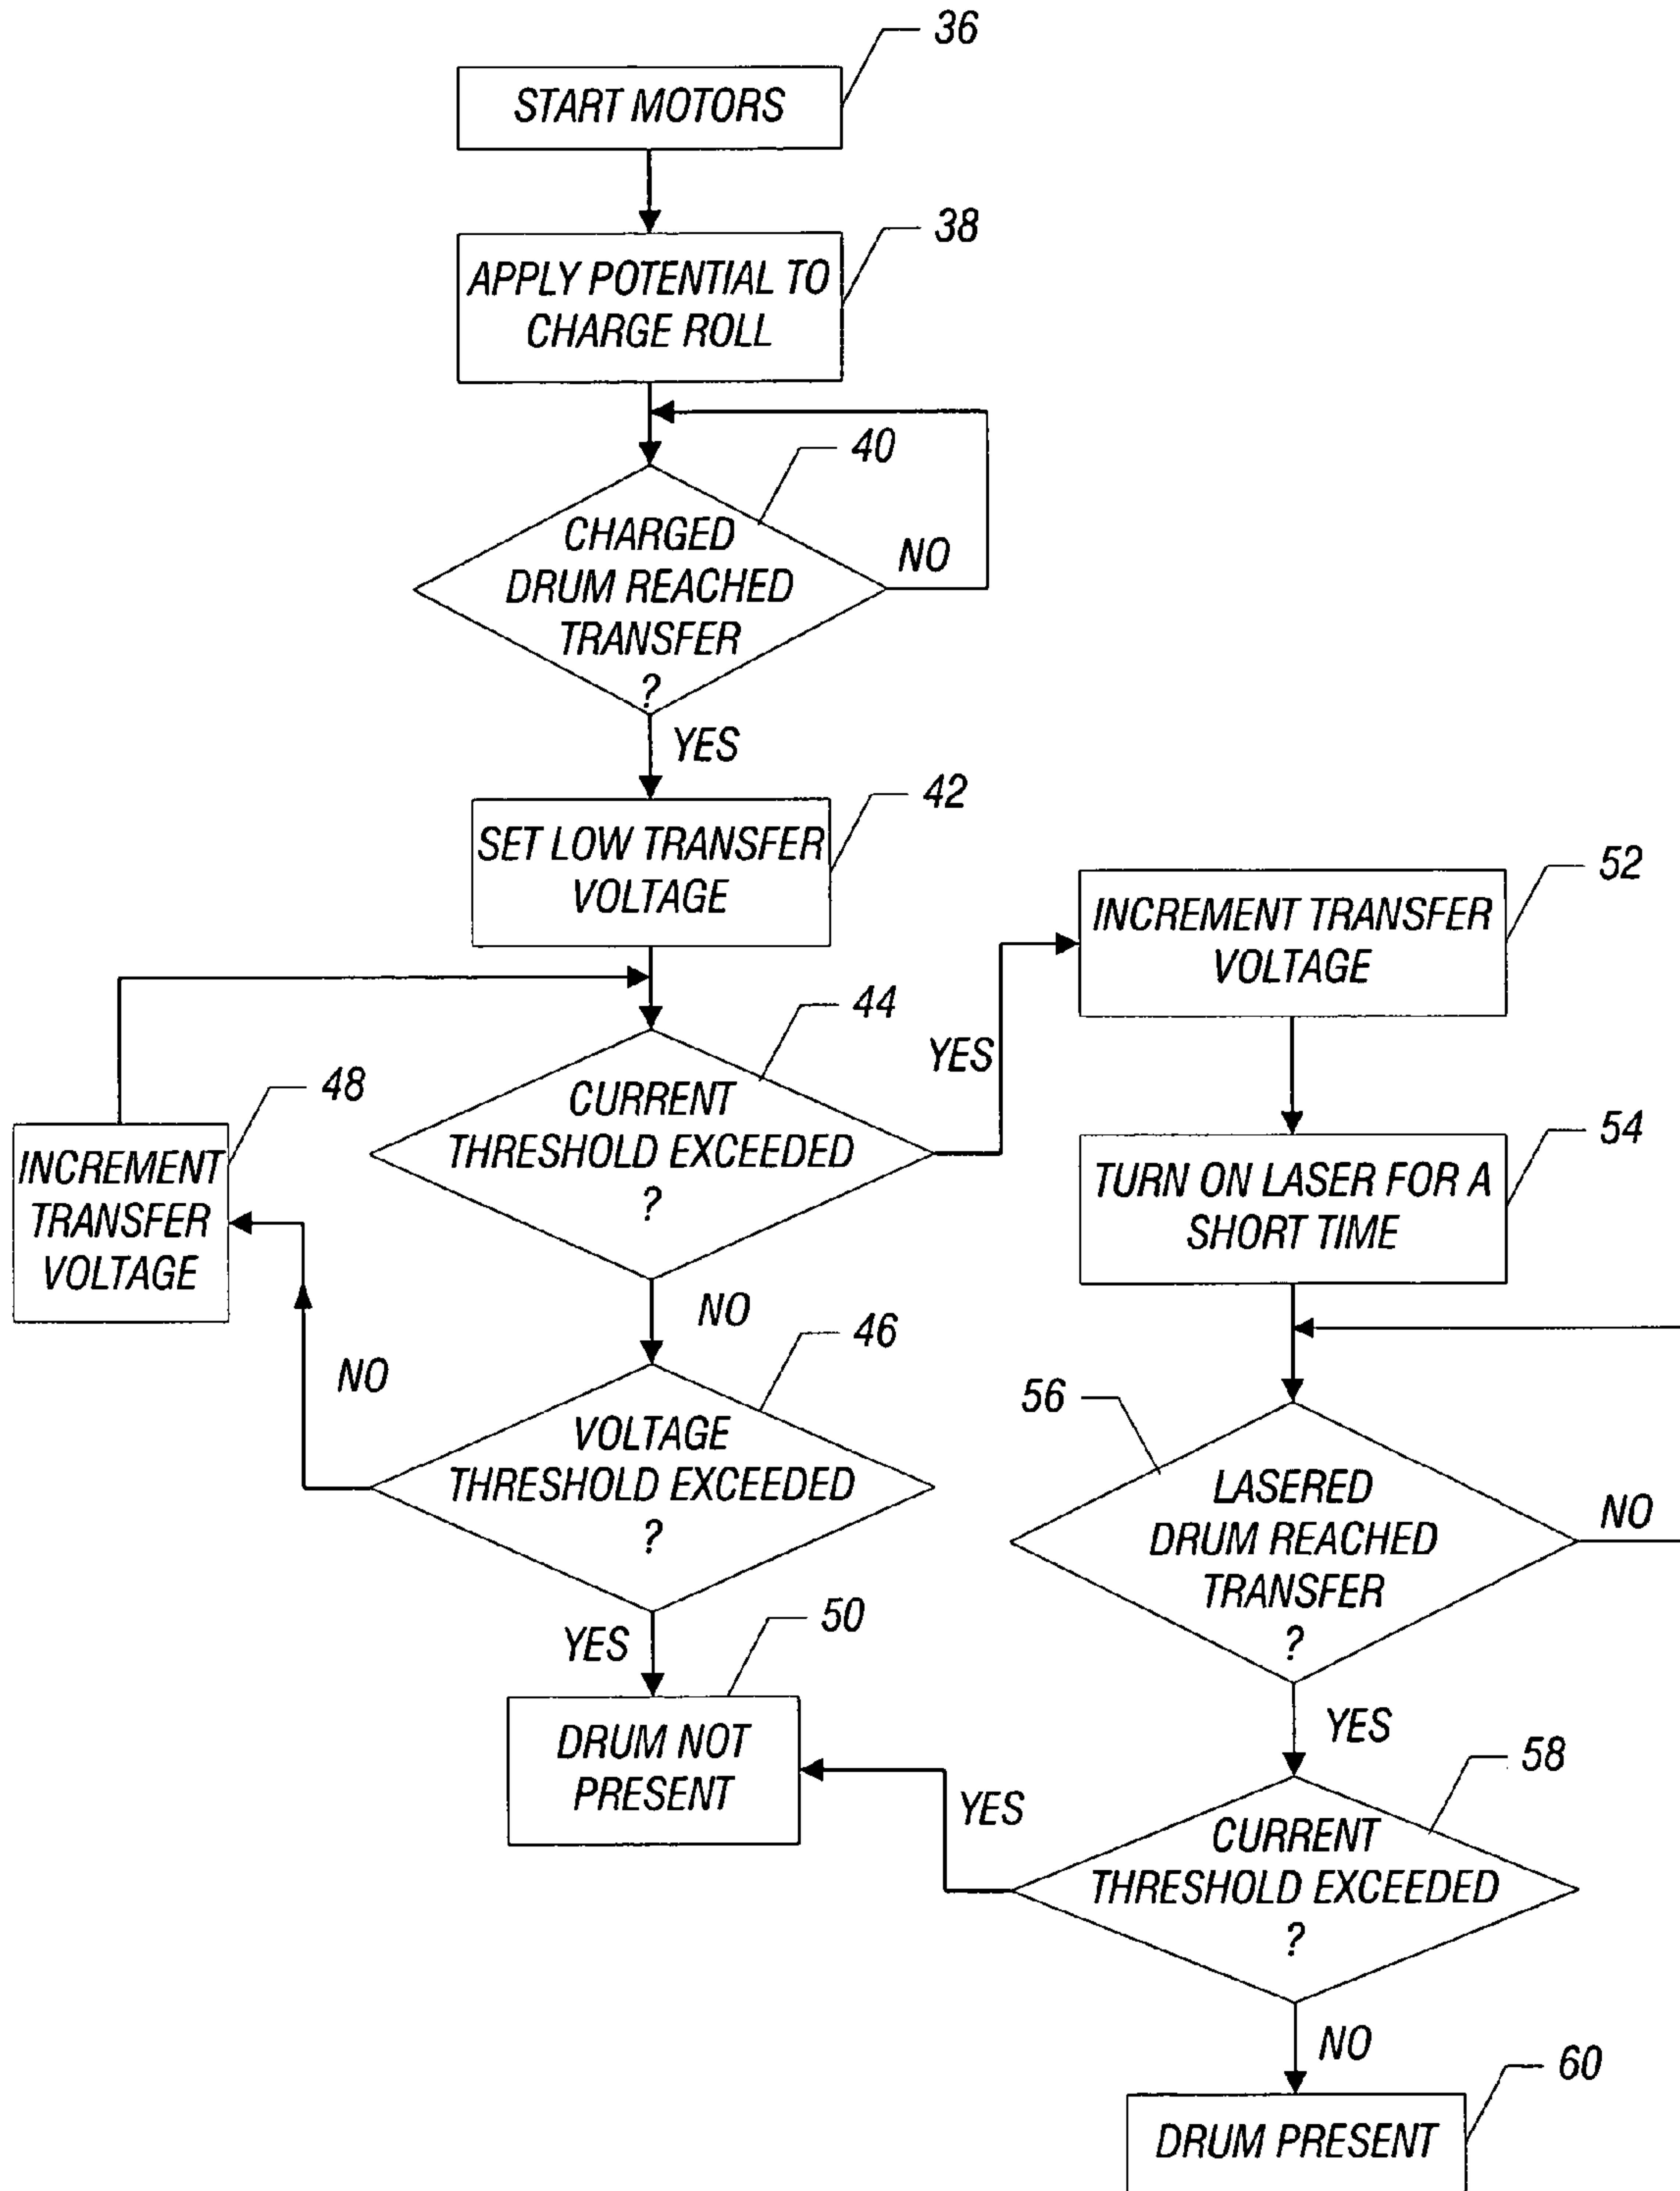 36
START MOTORS
38
APPLY POTENTIAL TO
CHARGE ROLL
40
CHARGED
DRUM REACHED
TRANSFER
?
NO
YES
42
SET LOW TRANSFER
VOLTAGE
44
CURRENT
THRESHOLD EXCEEDED
?
YES
NO
48
INCREMENT
TRANSFER
VOLTAGE
46
VOLTAGE
THRESHOLD EXCEEDED
?
NO
YES
50
DRUM NOT
PRESENT
52
INCREMENT TRANSFER
VOLTAGE
54
TURN ON LASER FOR A
SHORT TIME
56
LASERED
DRUM REACHED
TRANSFER
?
NO
YES
58
CURRENT
THRESHOLD EXCEEDED
?
YES
NO
60
DRUM PRESENT